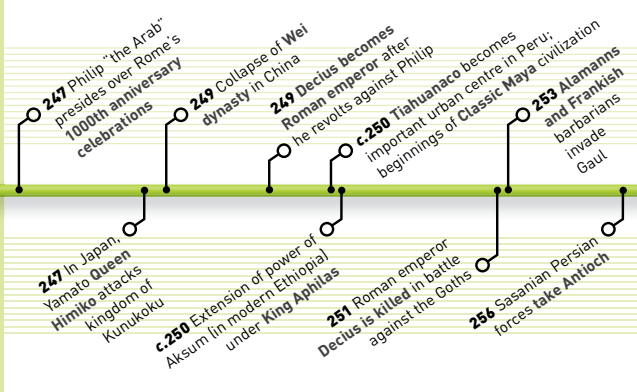 247 Philip "the Arab"
presides over Rome's
1000th anniversary
celebrations
249 Collapse of Wei
dynasty in China
249 Decius becomes
Roman emperor after
he revolts against Philip
c.250 Tiahuanaco becomes
important urban centre in Peru;
beginnings of Classic Maya civilization
253 Alamanns
and Frankish
barbarians
invade
Gaul
247 In Japan,
Yamato Queen
Himiko attacks
kingdom of
Kunukoku
c.250 Extension of power of
Aksum (in modern Ethiopia)
under King Aphilas
251 Roman emperor
Decius is killed in battle
against the Goths
256 Sasanian Persian
forces take Antioch